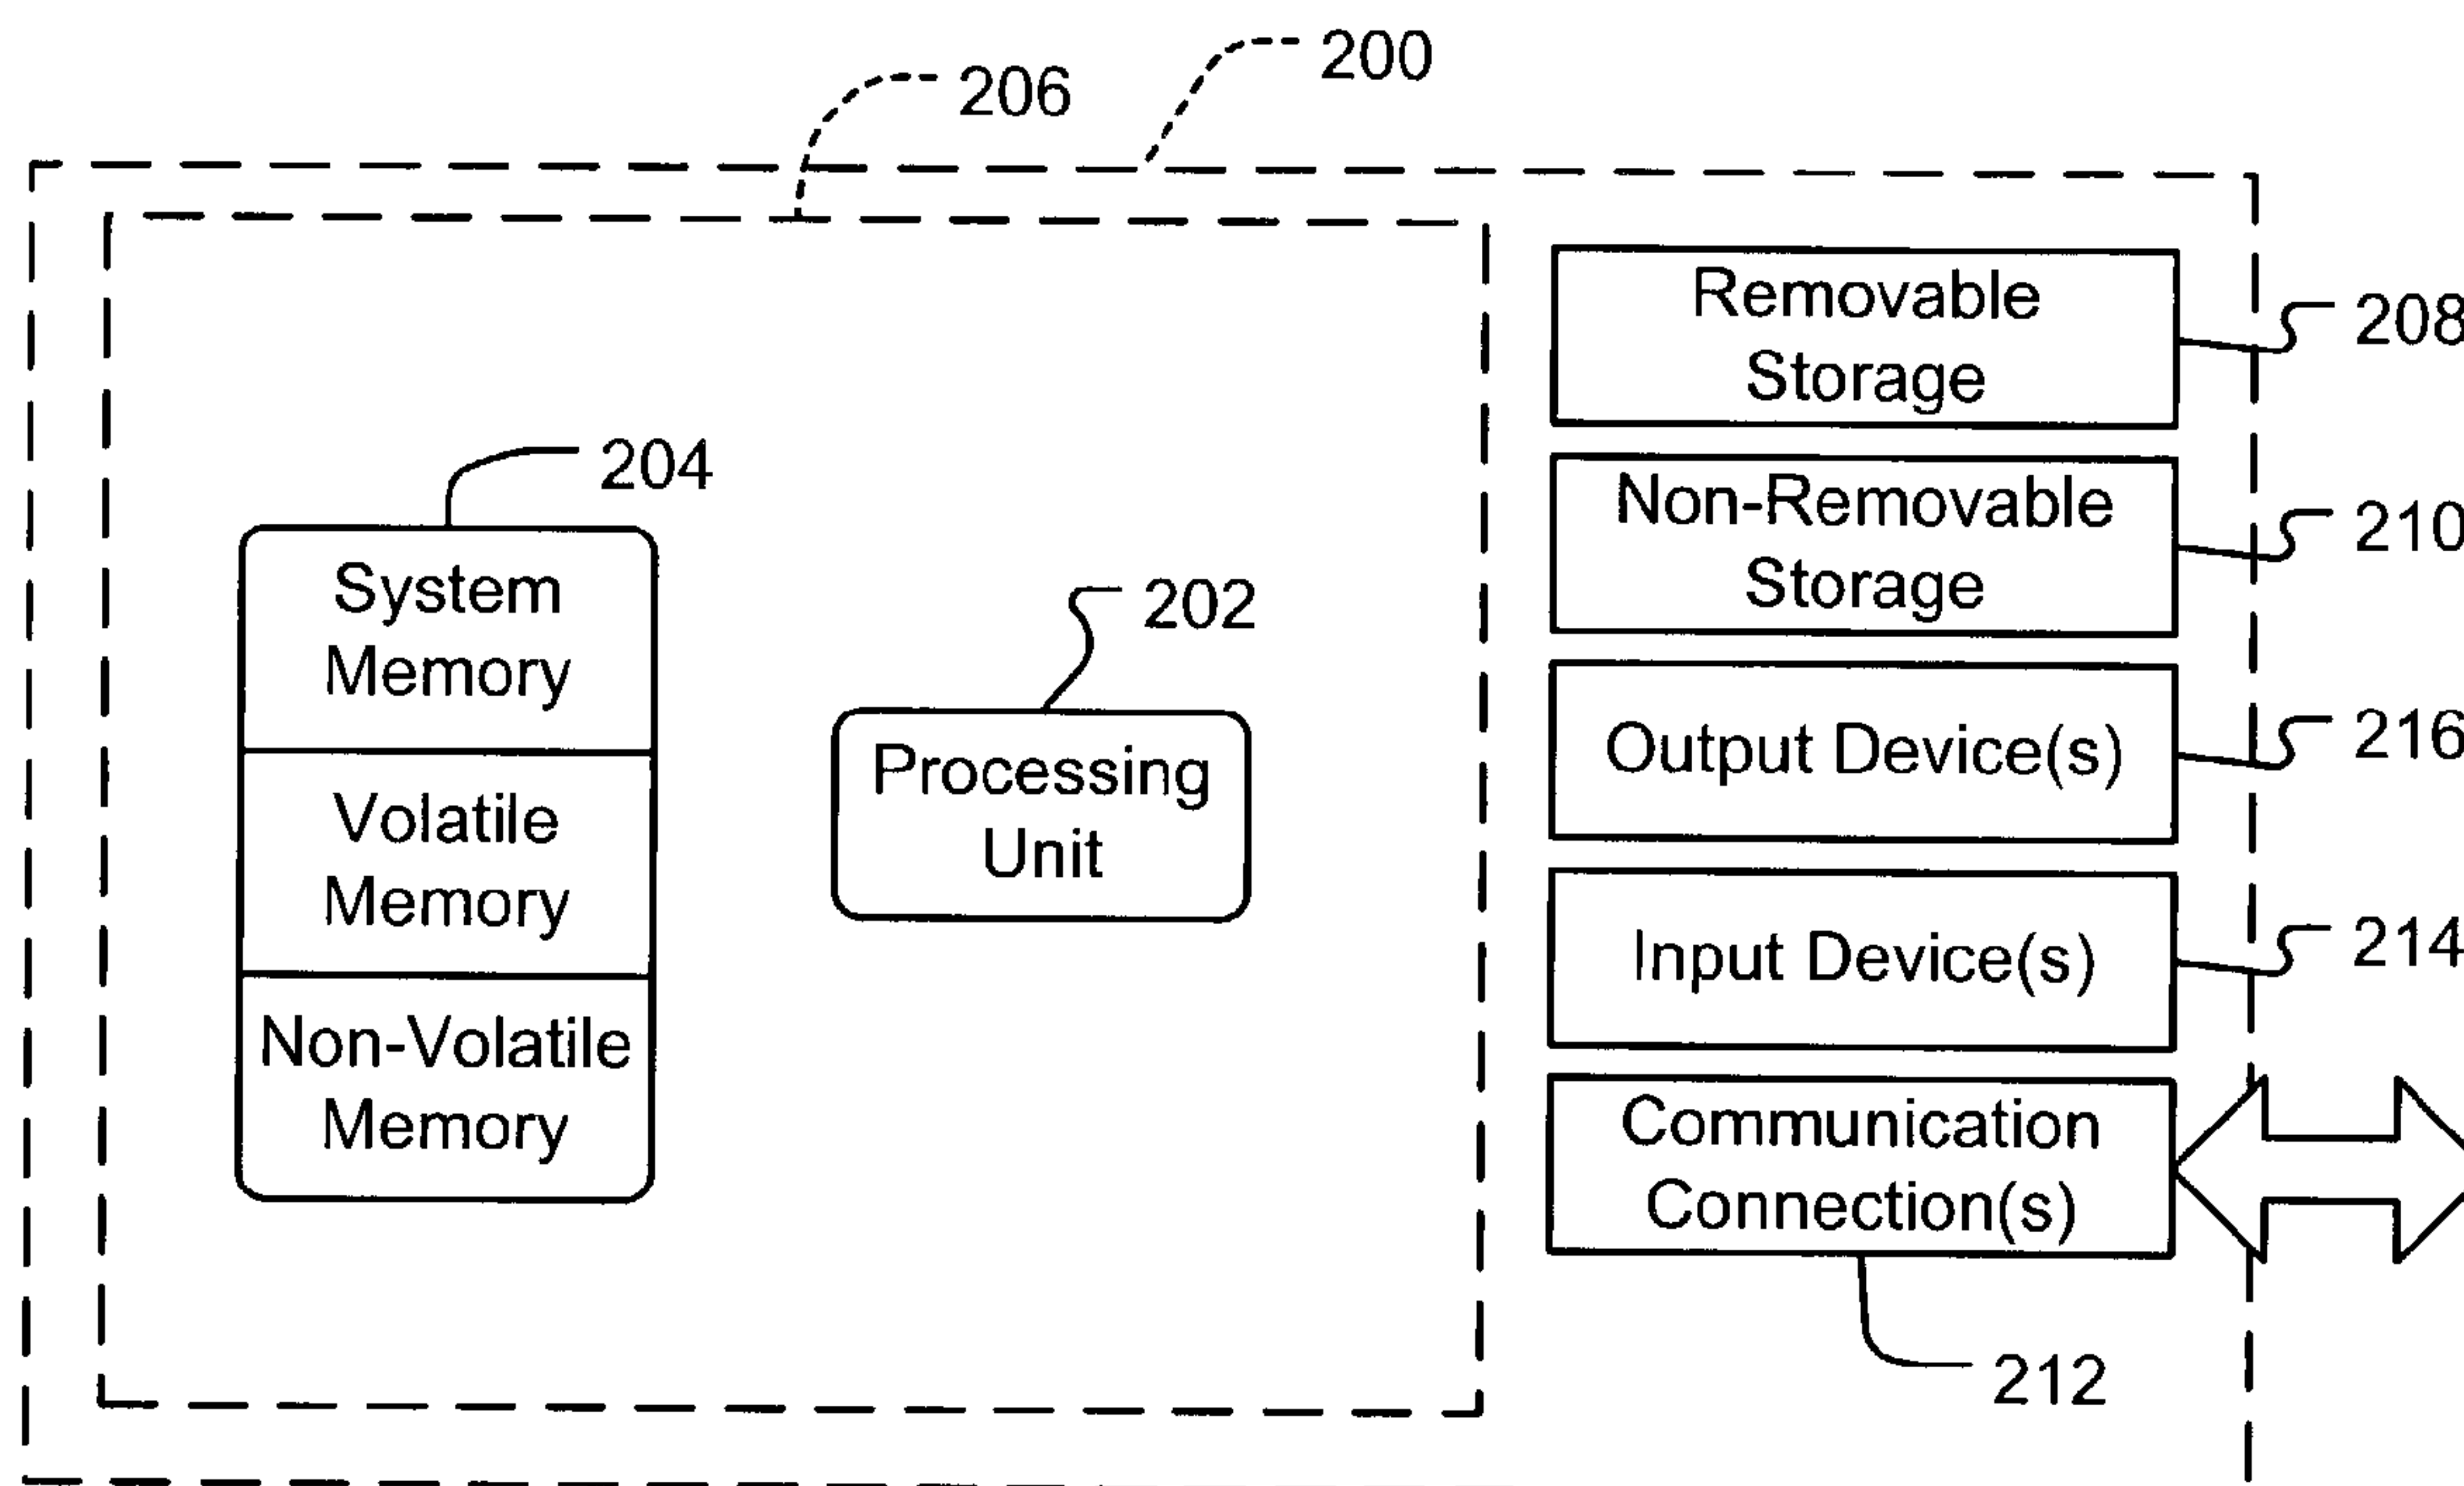 200
206
Removable
Storage
208
204
Non-Removable
Storage
210
System
Memory
202
Processing
Unit
Output Device(s)
216
Volatile
Memory
Input Device(s)
214
Non-Volatile
Memory
Communication
Connection(s)
212